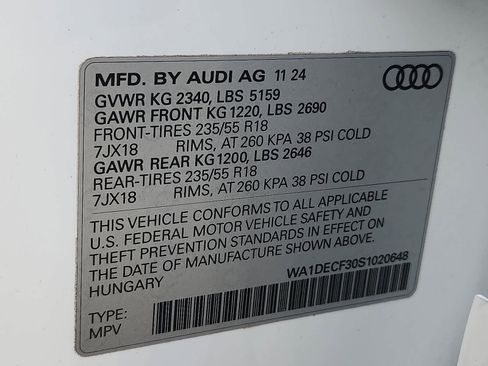 MFD. BY AUDI AG 11 24
GVWR KG 2340, LBS 5159
GAWR FRONT KG 1220, LBS 2690
FRONT-TIRES 235/55 R18
7JX18 RIMS, AT 260 KPA 38 PSI COLD
GAWR REAR KG 1200, LBS 2646
REAR-TIRES 235/55 R18
7JX18 RIMS, AT 260 KPA 38 PSI COLD
THIS VEHICLE CONFORMS TO ALL APPLICABLE
U.S. FEDERAL MOTOR VEHICLE SAFETY AND
THEFT PREVENTION STANDARDS IN EFFECT ON
THE DATE OF MANUFACTURE SHOWN ABOVE
HUNGARY
WA1DECF30S1020648
TYPE:
MPV